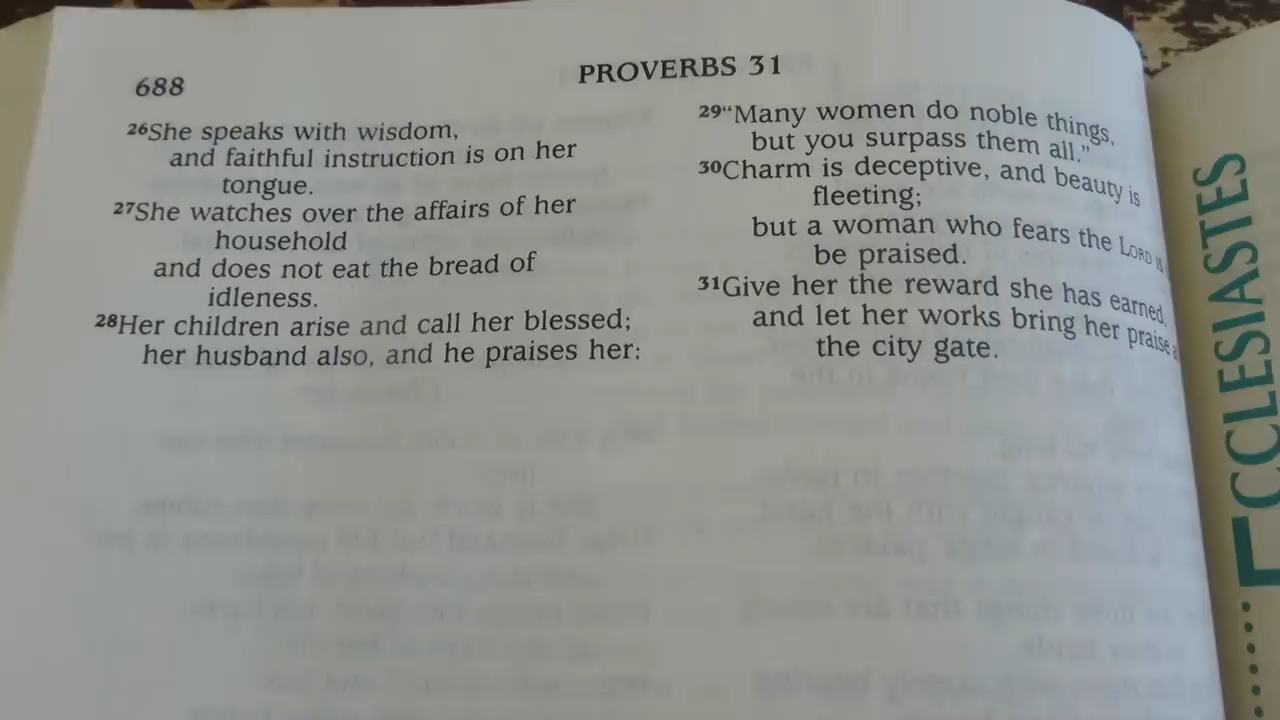 688
PROVERBS 31
26She speaks with wisdom,
and faithful instruction is on her
tongue.
27She watches over the affairs of her
household
and does not eat the bread of
idleness.
28Her children arise and call her blessed;
her husband also, and he praises her:
29“Many women do noble things,
but you surpass them all.”
30Charm is deceptive, and beauty is
fleeting;
but a woman who fears the LORD is
be praised.
31Give her the reward she has earned,
and let her works bring her praise
the city gate.
ECCLESIASTES